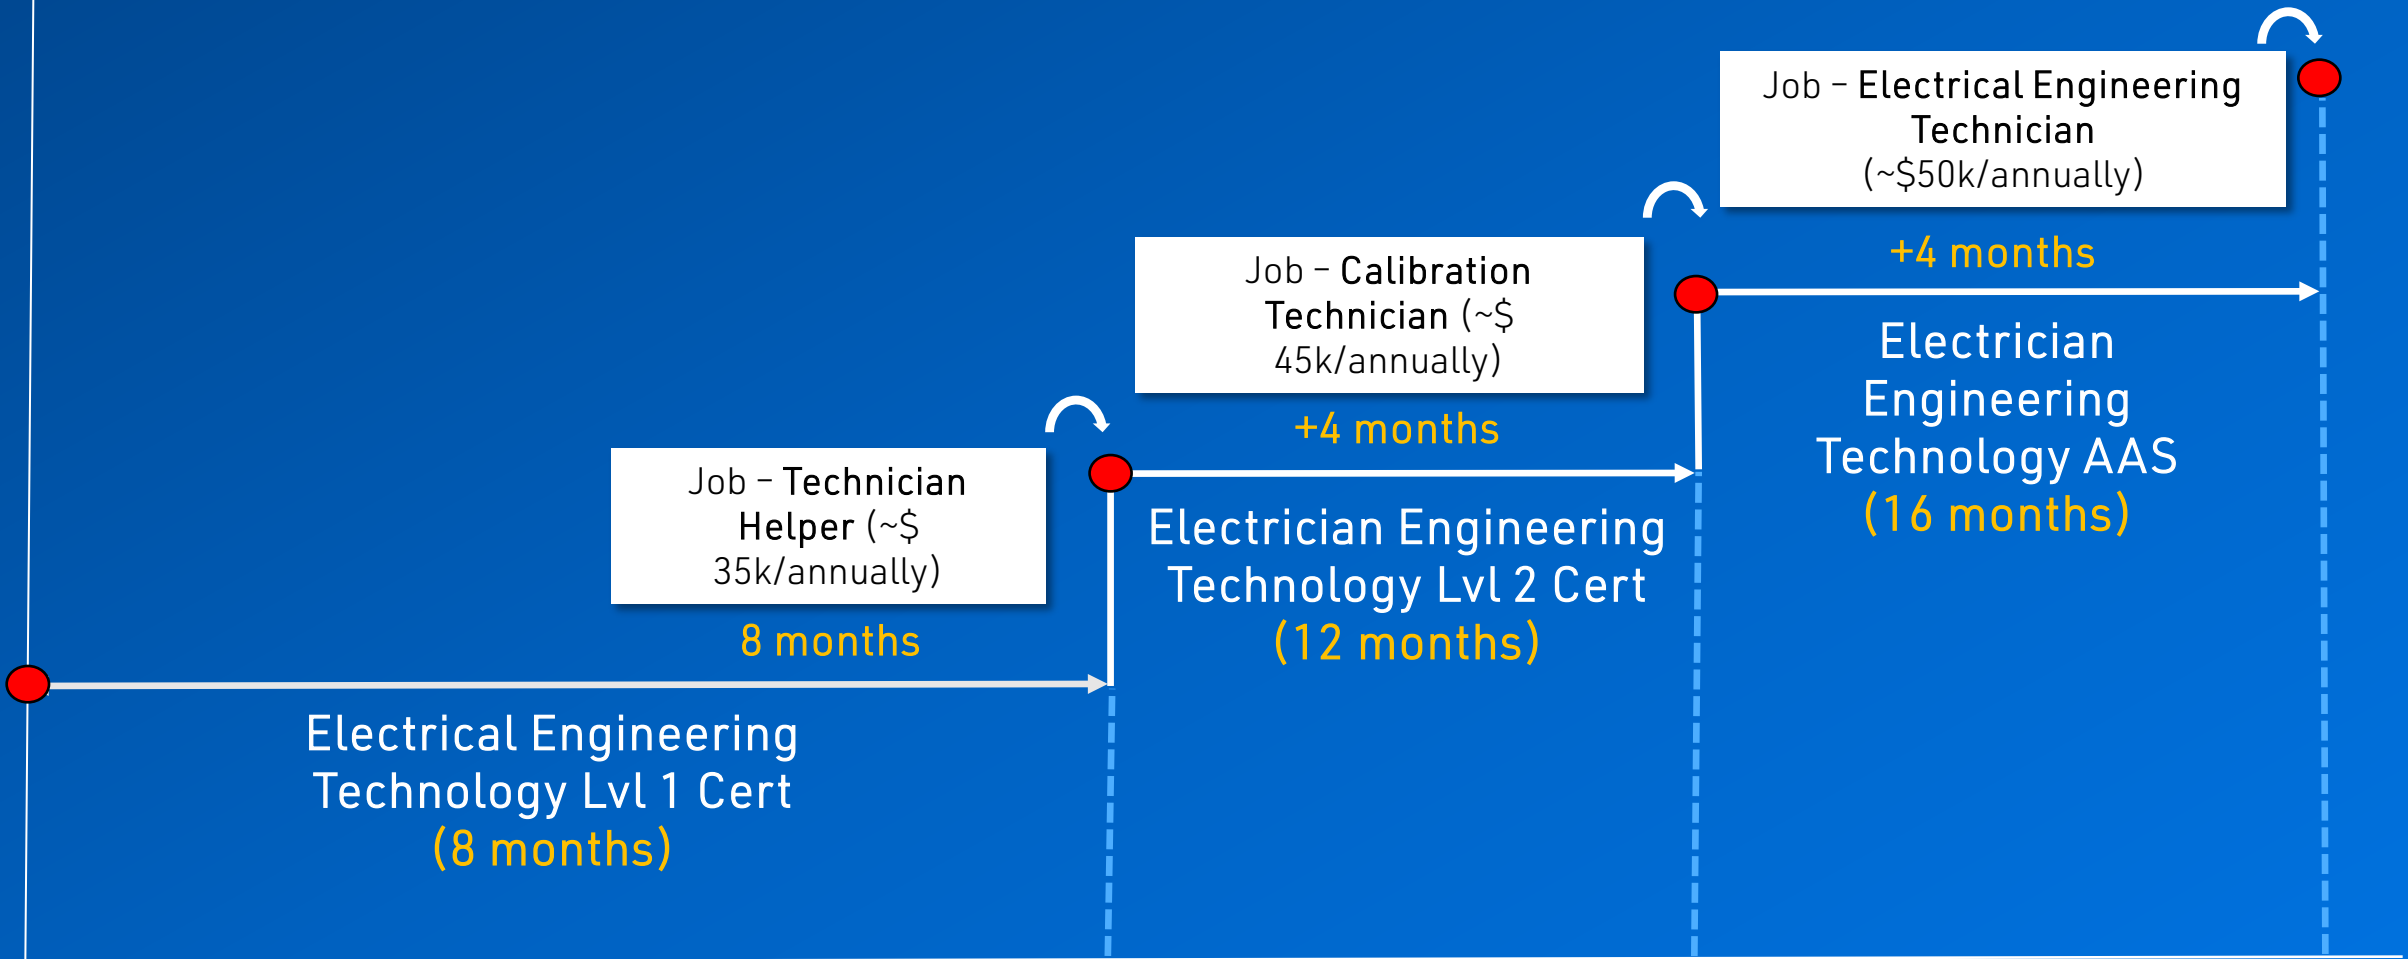 Job – Electrical Engineering
Technician
(~$50k/annually)
+4 months
Electrician
Engineering
Technology AAS
(16 months)
Job – Calibration
Technician (~$
45k/annually)
+4 months
Electrician Engineering
Technology Lvl 2 Cert
(12 months)
Job – Technician
Helper (~$
35k/annually)
8 months
Electrical Engineering
Technology Lvl 1 Cert
(8 months)